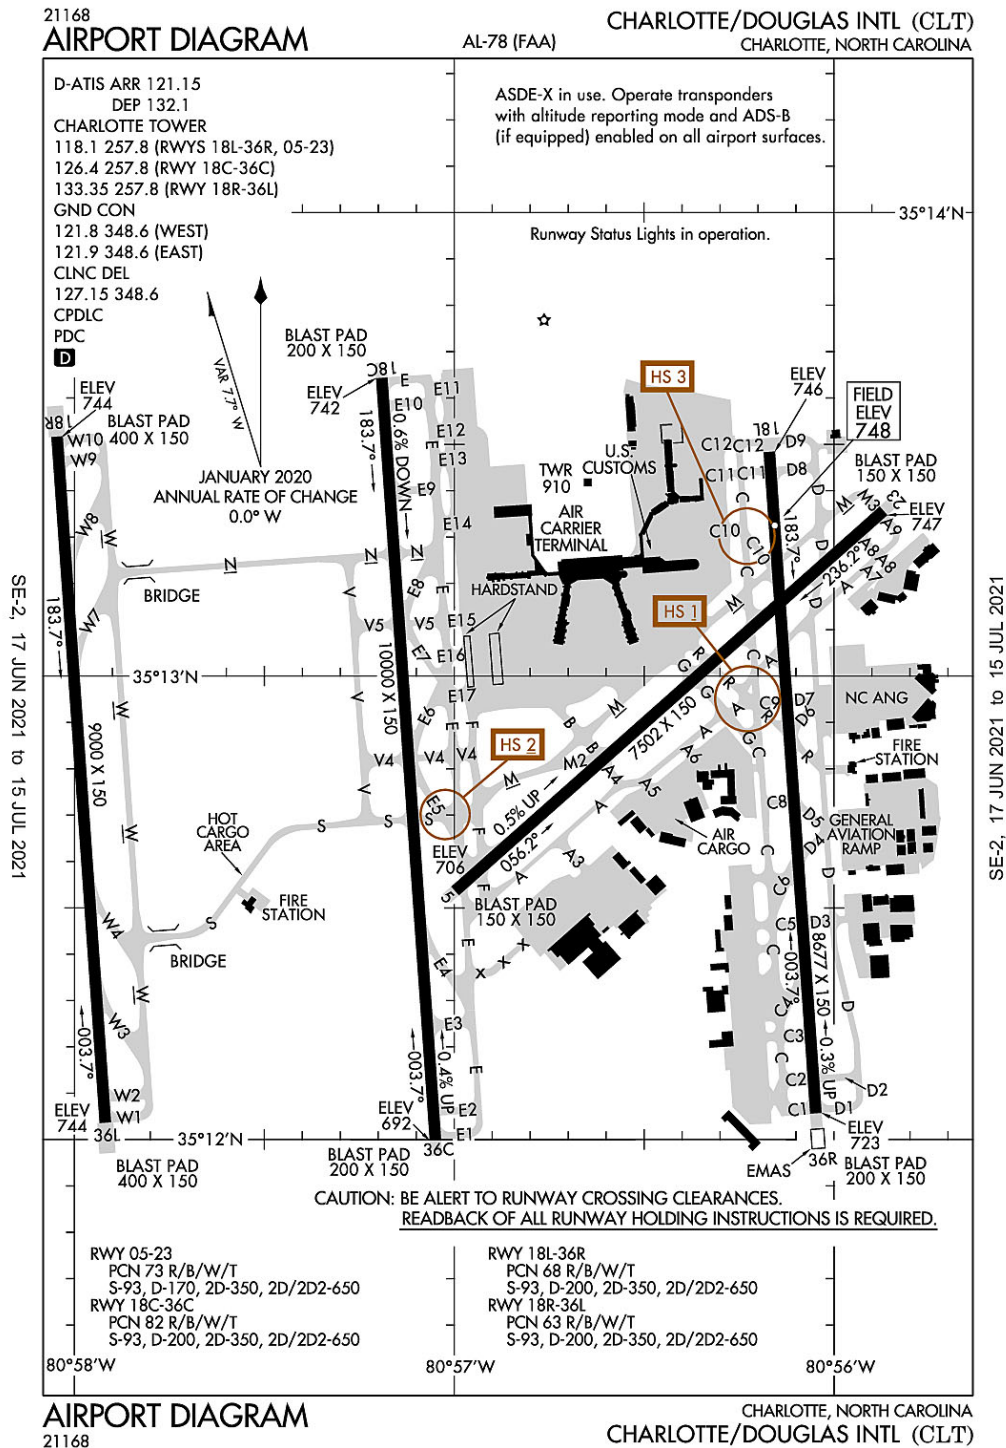 21168
AIRPORT DIAGRAM
AL-78 (FAA)
CHARLOTTE/DOUGLAS INTL (CLT)
CHARLOTTE, NORTH CAROLINA
D-ATIS ARR 121.15
DEP 132.1
CHARLOTTE TOWER
118.1 257.8 (RWYS 18L-36R, 05-23)
126.4 257.8 (RWY 18C-36C)
133.35 257.8 (RWY 18R-36L)
GND CON
121.8 348.6 (WEST)
121.9 348.6 (EAST)
CLNC DEL
127.15 348.6
CPDLC
PDC
D
ASDE-X in use. Operate transponders
with altitude reporting mode and ADS-B
(if equipped) enabled on all airport surfaces.
35°14'N
Runway Status Lights in operation.
VAR 7.7° W
JANUARY 2020
ANNUAL RATE OF CHANGE
0.0° W
BLAST PAD
200 X 150
18C
ELEV
742
E
E11
E10
E12
E
E13
E9
E14
183.7°
0.6% DOWN
ELEV
744
18R
BLAST PAD
400 X 150
W10
W9
W8
W
W7
183.7°
N
N
N
BRIDGE
V
V5
V5
E8
E
E15
E7
E16
E17
HS 3
ELEV
746
FIELD
ELEV
748
18L
C12
C12
D9
C11
C11
D8
C
D
C10
C10
C
D
183.7°
BLAST PAD
150 X 150
23
M3
A9
ELEV
747
M
A8
A8
A7
A
D
236.2°
U.S.
CUSTOMS
TWR
910
AIR
CARRIER
TERMINAL
HARDSTAND
HS 1
M
35°13'N
10000 X 150
9000 X 150
W
W
V
V4
V4
V
E6
E
F
F
HS 2
E5
S
S
S
S
M
M
M2
B
B
R
G
R
G
G
R
A
A
A
C
C9
R
D7
D6
R
G
C
7502 X 150
A6
A5
A4
A
A3
A
0.5% UP
056.2°
ELEV
706
5
F
F
BLAST PAD
150 X 150
NC ANG
FIRE
STATION
AIR
CARGO
C8
D5
D4
GENERAL
AVIATION
RAMP
C
C6
D
C5
D3
C
C4
C3
C
C2
C1
D
D2
D1
8677 X 150
003.7°
0.3% UP
HOT
CARGO
AREA
FIRE
STATION
BRIDGE
W4
W
W3
W2
W1
003.7°
ELEV
744
36L
BLAST PAD
400 X 150
35°12'N
E
E4
X
X
X
E3
E
E2
E1
003.7°
0.4% UP
ELEV
692
36C
BLAST PAD
200 X 150
EMAS
36R
ELEV
723
BLAST PAD
200 X 150
CAUTION: BE ALERT TO RUNWAY CROSSING CLEARANCES.
READBACK OF ALL RUNWAY HOLDING INSTRUCTIONS IS REQUIRED.
RWY 05-23
PCN 73 R/B/W/T
S-93, D-170, 2D-350, 2D/2D2-650
RWY 18C-36C
PCN 82 R/B/W/T
S-93, D-200, 2D-350, 2D/2D2-650
RWY 18L-36R
PCN 68 R/B/W/T
S-93, D-200, 2D-350, 2D/2D2-650
RWY 18R-36L
PCN 63 R/B/W/T
S-93, D-200, 2D-350, 2D/2D2-650
80°58'W
80°57'W
80°56'W
SE-2, 17 JUN 2021 to 15 JUL 2021
SE-2, 17 JUN 2021 to 15 JUL 2021
AIRPORT DIAGRAM
21168
CHARLOTTE, NORTH CAROLINA
CHARLOTTE/DOUGLAS INTL (CLT)